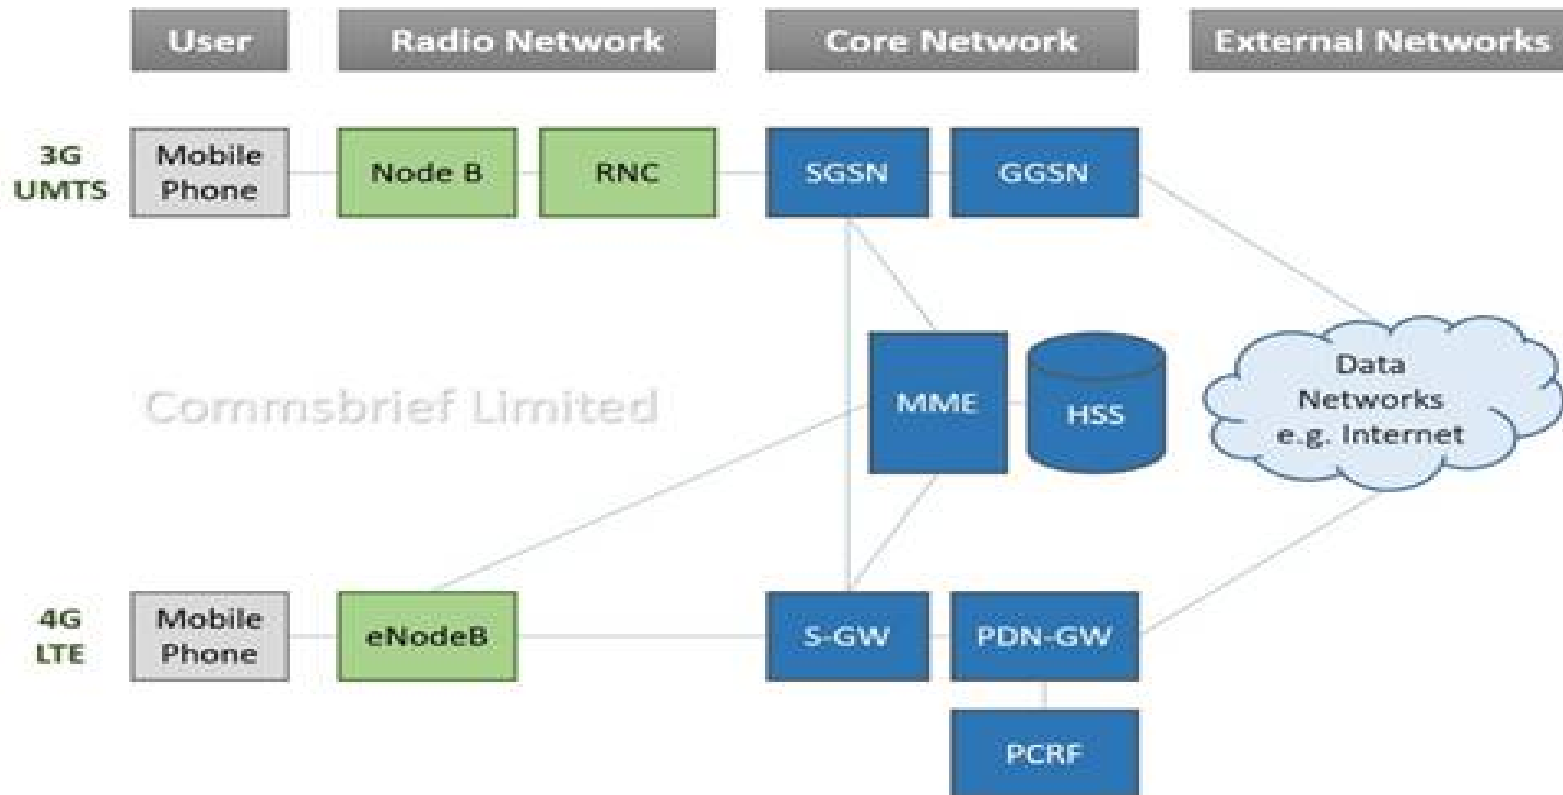 User
Radio Network
Core Network
External Networks
3G
UMTS
Mobile
Phone
Node B
RNC
SGSN
GGSN
Commsbrief Limited
MME
HSS
Data
Networks
e.g. Internet
4G
LTE
Mobile
Phone
eNodeB
S-GW
PDN-GW
PCRF